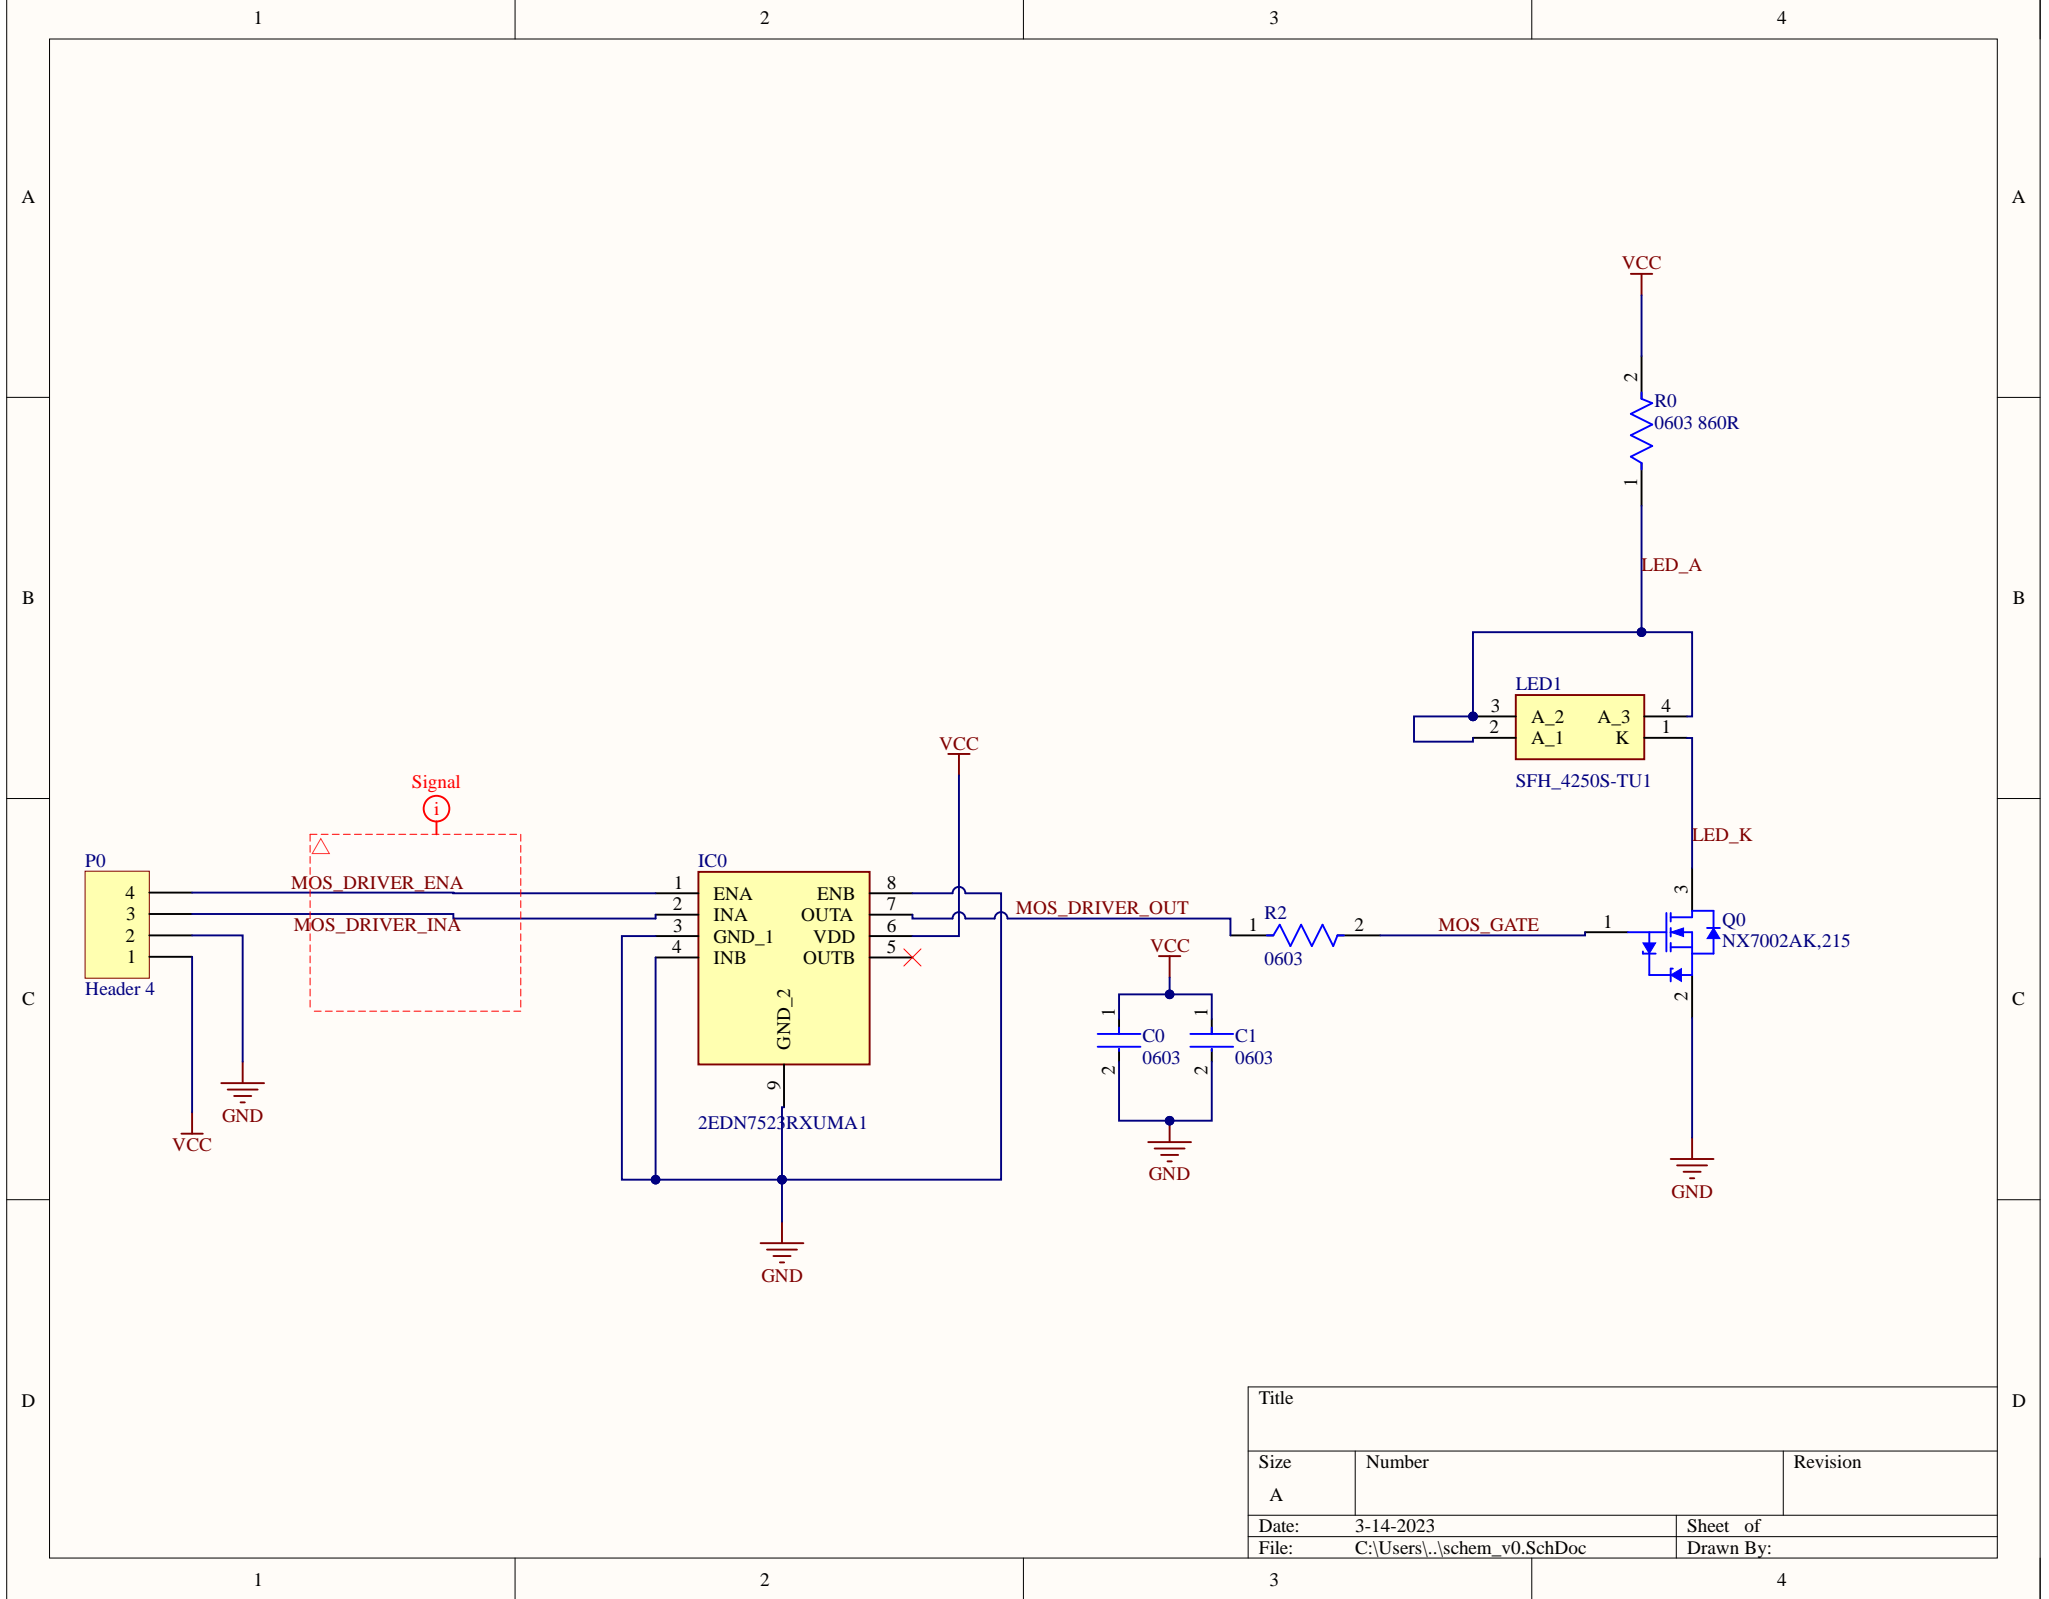 1 2 3 4
A A
VCC
2
R0
0603 860R
1
LED_A
B B
LED1
3 A_2 A_3 4
2 A_1 K 1
SFH_4250S-TU1
VCC
Signal
i
LED_K
P0
IC0
4 MOS_DRIVER_ENA 1 ENA ENB 8
3 2 INA OUTA 7 MOS_DRIVER_OUT
MOS_DRIVER_INA
2 3 GND_1 VDD 6
1 4 INB OUTB 5
Header 4
GND_2
9
2EDN7523RXUMA1
GND
VCC
GND
R2
1 2
0603
MOS_GATE
3
1 Q0
NX7002AK,215
2
GND
VCC
1 1
C0 C1
0603 0603
2 2
GND
C C
D D
Title
Size Number Revision
A
Date: 3-14-2023 Sheet of
File: C:\Users\..\schem_v0.SchDoc Drawn By:
1 2 3 4